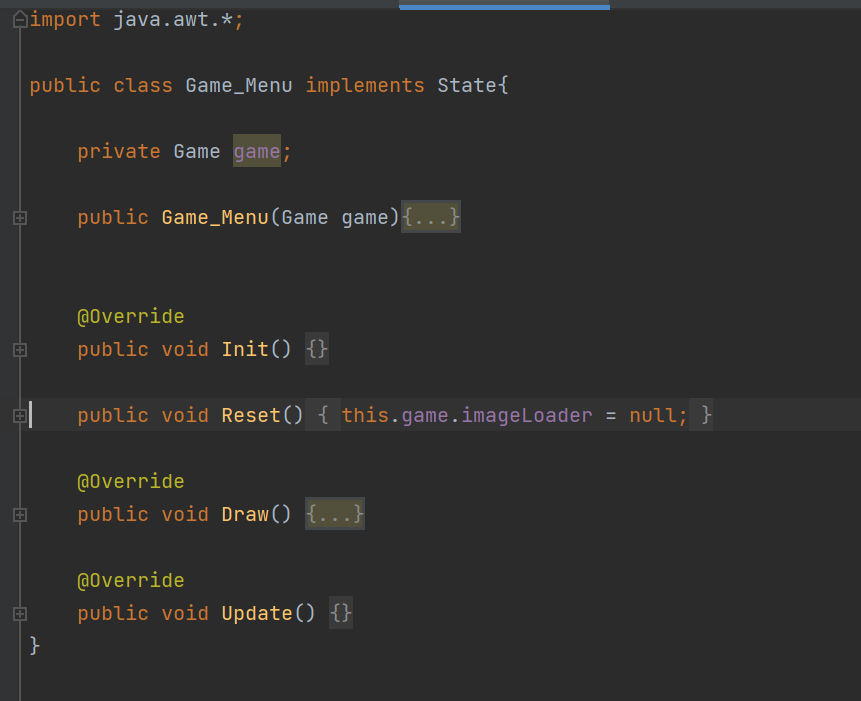 import java.awt.*;
public class Game_Menu implements State{
private Game game;
public Game_Menu(Game game){...}
@Override
public void Init() {}
public void Reset() { this.game.imageLoader = null; }
@Override
public void Draw() {...}
@Override
public void Update() {}
}